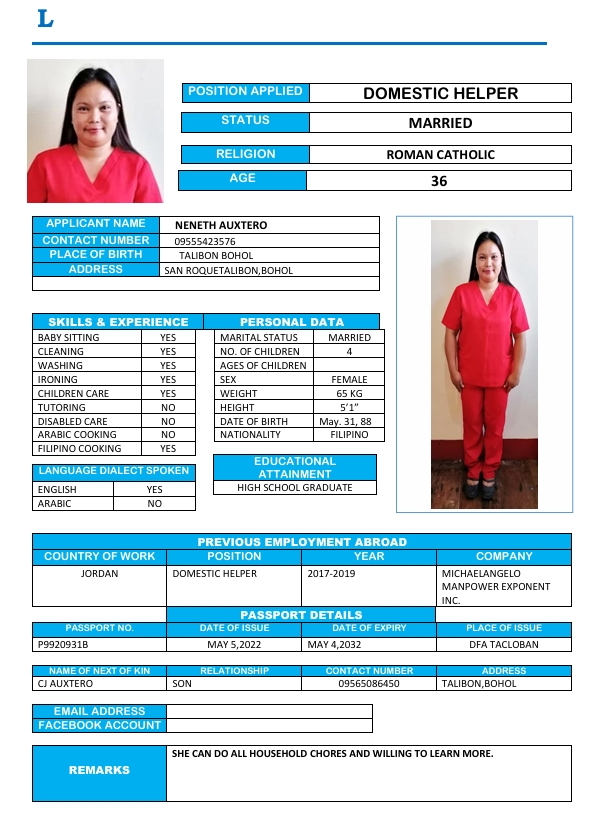 L
POSITION APPLIED DOMESTIC HELPER
STATUS MARRIED
RELIGION ROMAN CATHOLIC
AGE 36
APPLICANT NAME NENETH AUXTERO
CONTACT NUMBER 09555423576
PLACE OF BIRTH TALIBON BOHOL
ADDRESS SAN ROQUETALIBON,BOHOL
SKILLS & EXPERIENCE PERSONAL DATA
BABY SITTING YES MARITAL STATUS MARRIED
CLEANING YES NO. OF CHILDREN 4
WASHING YES AGES OF CHILDREN
IRONING YES SEX FEMALE
CHILDREN CARE YES WEIGHT 65 KG
TUTORING NO HEIGHT 5’1”
DISABLED CARE NO DATE OF BIRTH May. 31, 88
ARABIC COOKING NO NATIONALITY FILIPINO
FILIPINO COOKING YES
LANGUAGE DIALECT SPOKEN
ENGLISH YES
ARABIC NO
EDUCATIONAL
ATTAINMENT
HIGH SCHOOL GRADUATE
PREVIOUS EMPLOYMENT ABROAD
COUNTRY OF WORK POSITION YEAR COMPANY
JORDAN DOMESTIC HELPER 2017-2019 MICHAELANGELO
MANPOWER EXPONENT
INC.
PASSPORT DETAILS
PASSPORT NO. DATE OF ISSUE DATE OF EXPIRY PLACE OF ISSUE
P9920931B MAY 5,2022 MAY 4,2032 DFA TACLOBAN
NAME OF NEXT OF KIN RELATIONSHIP CONTACT NUMBER ADDRESS
CJ AUXTERO SON 09565086450 TALIBON,BOHOL
EMAIL ADDRESS
FACEBOOK ACCOUNT
REMARKS SHE CAN DO ALL HOUSEHOLD CHORES AND WILLING TO LEARN MORE.